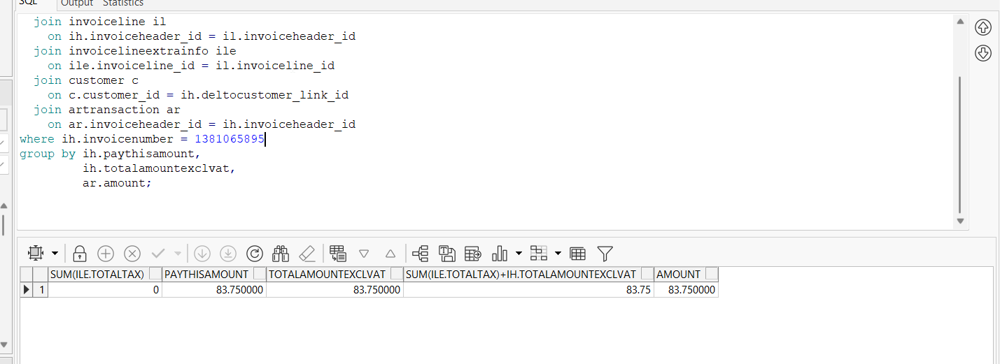 SQL Output Statistics
join invoiceline il
on ih.invoiceheader_id = il.invoiceheader_id
join invoicelineextrainfo ile
on ile.invoiceline_id = il.invoiceline_id
join customer c
on c.customer_id = ih.deltocustomer_link_id
join artransaction ar
on ar.invoiceheader_id = ih.invoiceheader_id
where ih.invoicenumber = 1381065895
group by ih.paythisamount,
ih.totalamountexclvat,
ar.amount;
SUM(ILE.TOTALTAX) PAYTHISAMOUNT TOTALAMOUNTEXCLVAT SUM(ILE.TOTALTAX)+IH.TOTALAMOUNTEXCLVAT AMOUNT
1 0 83.750000 83.750000 83.75 83.750000